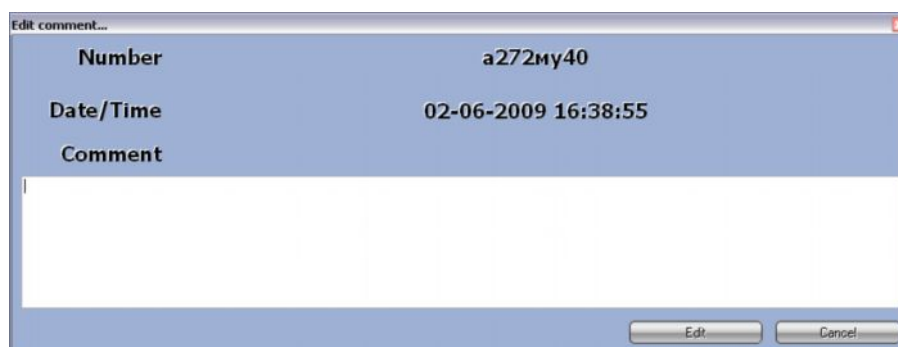 Edit comment...
Number а272му40
Date/Time 02-06-2009 16:38:55
Comment
Edit Cancel